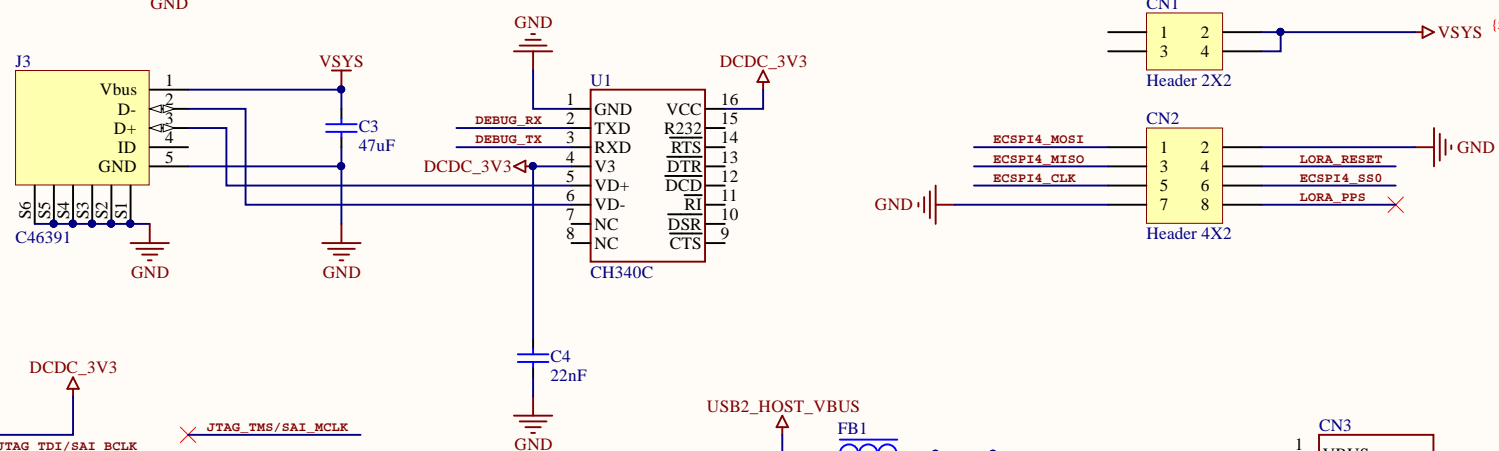 GND
J3
Vbus
D-
D+
ID
GND
1
2
3
4
5
S6
S5
S4
S3
S2
S1
C46391
GND
VSYS
C3
47uF
GND
GND
DEBUG_RX
DEBUG_TX
DCDC_3V3
U1
1 GND VCC 16
2 TXD R232 15
3 RXD RTS 14
4 V3 DTR 13
5 VD+ DCD 12
6 VD- RI 11
7 NC DSR 10
8 NC CTS 9
CH340C
DCDC_3V3
C4
22nF
GND
CN1
1 2
3 4
Header 2X2
VSYS
CN2
ECSPI4_MOSI 1 2 GND
ECSPI4_MISO 3 4 LORA_RESET
ECSPI4_CLK 5 6 ECSPI4_SS0
GND 7 8 LORA_PPS
Header 4X2
DCDC_3V3
JTAG_TDI/SAI_BCLK
JTAG_TMS/SAI_MCLK
USB2_HOST_VBUS
FB1
CN3
1
VBUS